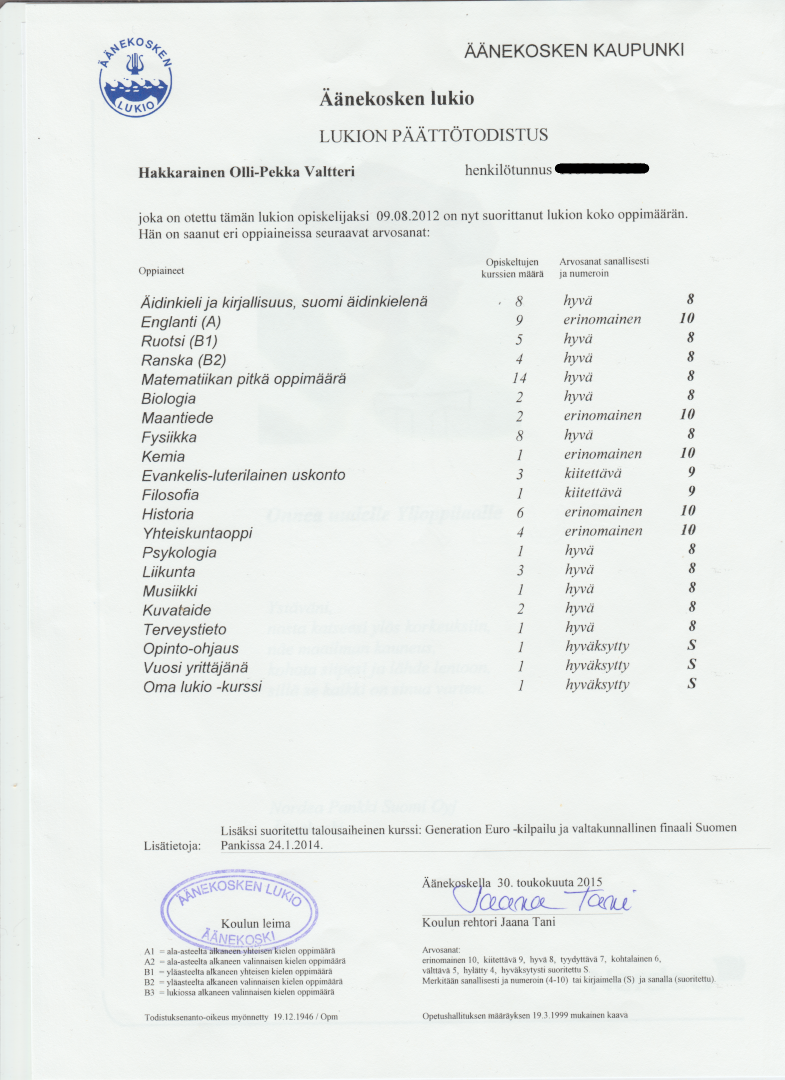 ÄÄNEKOSKEN LUKIO
ÄÄNEKOSKEN KAUPUNKI
Äänekosken lukio
LUKION PÄÄTTÖTODISTUS
Hakkarainen Olli-Pekka Valtteri henkilötunnus
joka on otettu tämän lukion opiskelijaksi 09.08.2012 on nyt suorittanut lukion koko oppimäärän.
Hän on saanut eri oppiaineissa seuraavat arvosanat:
Oppiaineet Opiskeltujen kurssien määrä Arvosanat sanallisesti ja numeroin
Äidinkieli ja kirjallisuus, suomi äidinkielenä 8 hyvä 8
Englanti (A) 9 erinomainen 10
Ruotsi (B1) 5 hyvä 8
Ranska (B2) 4 hyvä 8
Matematiikan pitkä oppimäärä 14 hyvä 8
Biologia 2 hyvä 8
Maantiede 2 erinomainen 10
Fysiikka 8 hyvä 8
Kemia 1 erinomainen 10
Evankelis-luterilainen uskonto 3 kiitettävä 9
Filosofia 1 kiitettävä 9
Historia 6 erinomainen 10
Yhteiskuntaoppi 4 erinomainen 10
Psykologia 1 hyvä 8
Liikunta 3 hyvä 8
Musiikki 1 hyvä 8
Kuvataide 2 hyvä 8
Terveystieto 1 hyvä 8
Opinto-ohjaus 1 hyväksytty S
Vuosi yrittäjänä 1 hyväksytty S
Oma lukio -kurssi 1 hyväksytty S
Lisätietoja: Lisäksi suoritettu talousaiheinen kurssi: Generation Euro -kilpailu ja valtakunnallinen finaali Suomen
Pankissa 24.1.2014.
Äänekoskella 30. toukokuuta 2015
Jaana Tani
ÄÄNEKOSKEN LUKIO
ÄÄNEKOSKI
Koulun leima
Koulun rehtori Jaana Tani
A1 = ala-asteelta alkaneen yhteisen kielen oppimäärä
A2 = ala-asteelta alkaneen valinnaisen kielen oppimäärä
B1 = yläasteelta alkaneen yhteisen kielen oppimäärä
B2 = yläasteelta alkaneen valinnaisen kielen oppimäärä
B3 = lukiossa alkaneen valinnaisen kielen oppimäärä
Arvosanat:
erinomainen 10, kiitettävä 9, hyvä 8, tyydyttävä 7, kohtalainen 6,
välttävä 5, hylätty 4, hyväksytysti suoritettu S.
Merkitään sanallisesti ja numeroin (4-10) tai kirjaimella (S) ja sanalla (suoritettu).
Todistuksenanto-oikeus myönnetty 19.12.1946 / Opm
Opetushallituksen määräyksen 19.3.1999 mukainen kaava